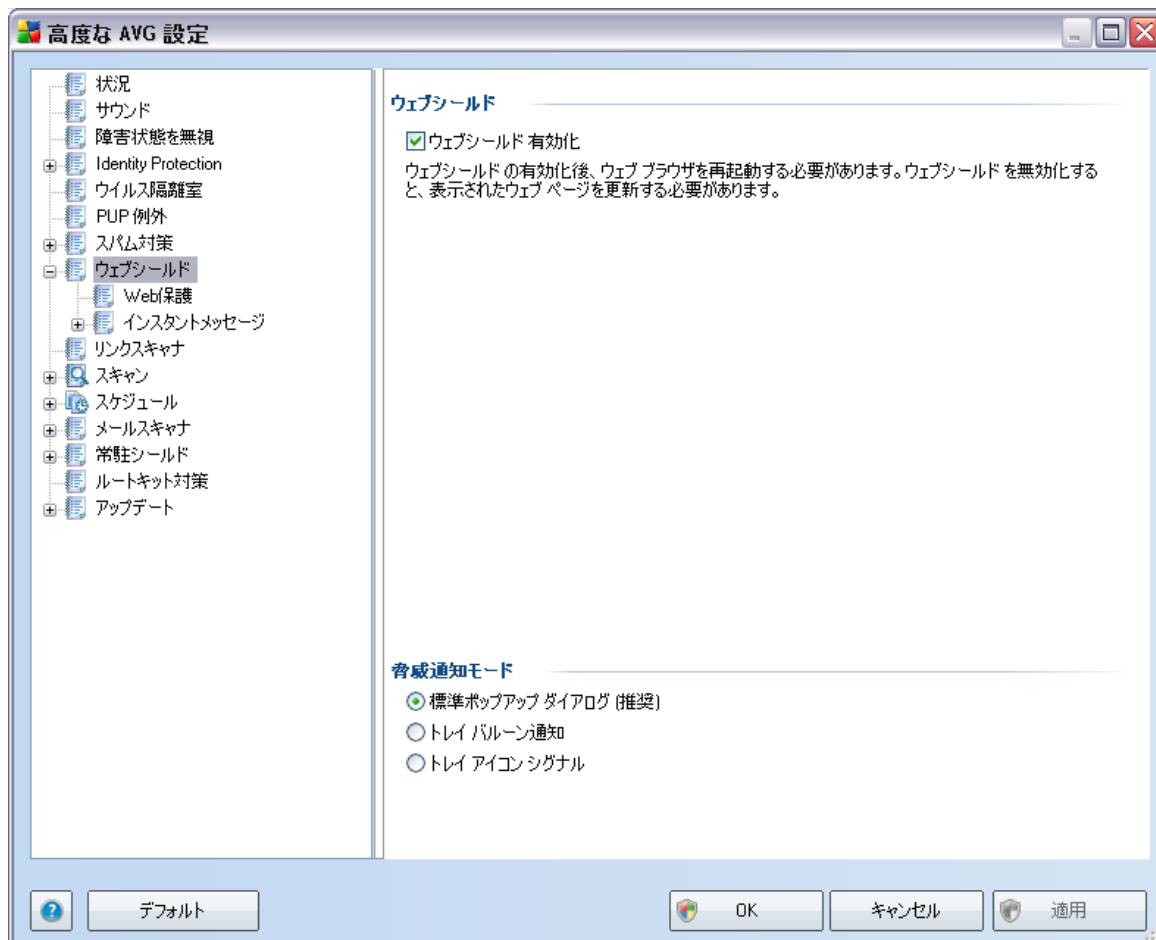 高度な AVG 設定
状況
サウンド
障害状態を無視
Identity Protection
ウイルス隔離室
PUP 例外
スパム対策
ウェブシールド
Web保護
インスタントメッセージ
リンクスキャナ
スキャン
スケジュール
メールスキャナ
常駐シールド
ルートキット対策
アップデート
ウェブシールド
ウェブシールド 有効化
ウェブシールド の有効化後、ウェブ ブラウザを再起動する必要があります。ウェブシールド を無効化する
と、表示されたウェブ ページを更新する必要があります。
脅威通知モード
標準ポップアップ ダイアログ (推奨)
トレイ バルーン通知
トレイ アイコン シグナル
デフォルト
OK
キャンセル
適用